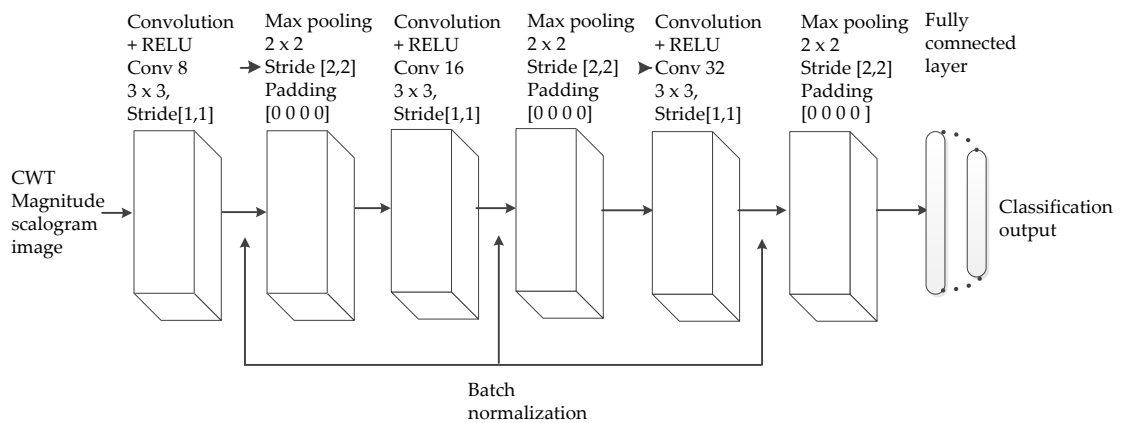 Convolution
+ RELU
Conv 8
3 x 3,
Stride[1,1]
Max pooling
2 x 2
Stride [2,2]
Padding
[0 0 0 0]
Convolution
+ RELU
Conv 16
3 x 3,
Stride[1,1]
Max pooling
2 x 2
Stride [2,2]
Padding
[0 0 0 0]
Convolution
+ RELU
Conv 32
3 x 3,
Stride[1,1]
Max pooling
2 x 2
Stride [2,2]
Padding
[0 0 0 0 ]
Fully
comnected
layer
CWT
Magnitude
scalogram
image
Classification
output
Batch
normalization